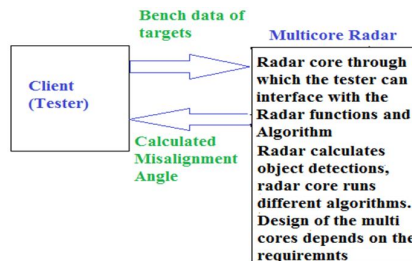 Bench data of
targets
Multicore Radar
Client
(Tester)
Calculated
Misalignment
Angle
Radar core through
which the tester can
interface with the
Radar functions and
Algorithm
Radar calculates
object detections,
radar core runs
different algorithms.
Design of the multi
cores depends on the
requiremnts